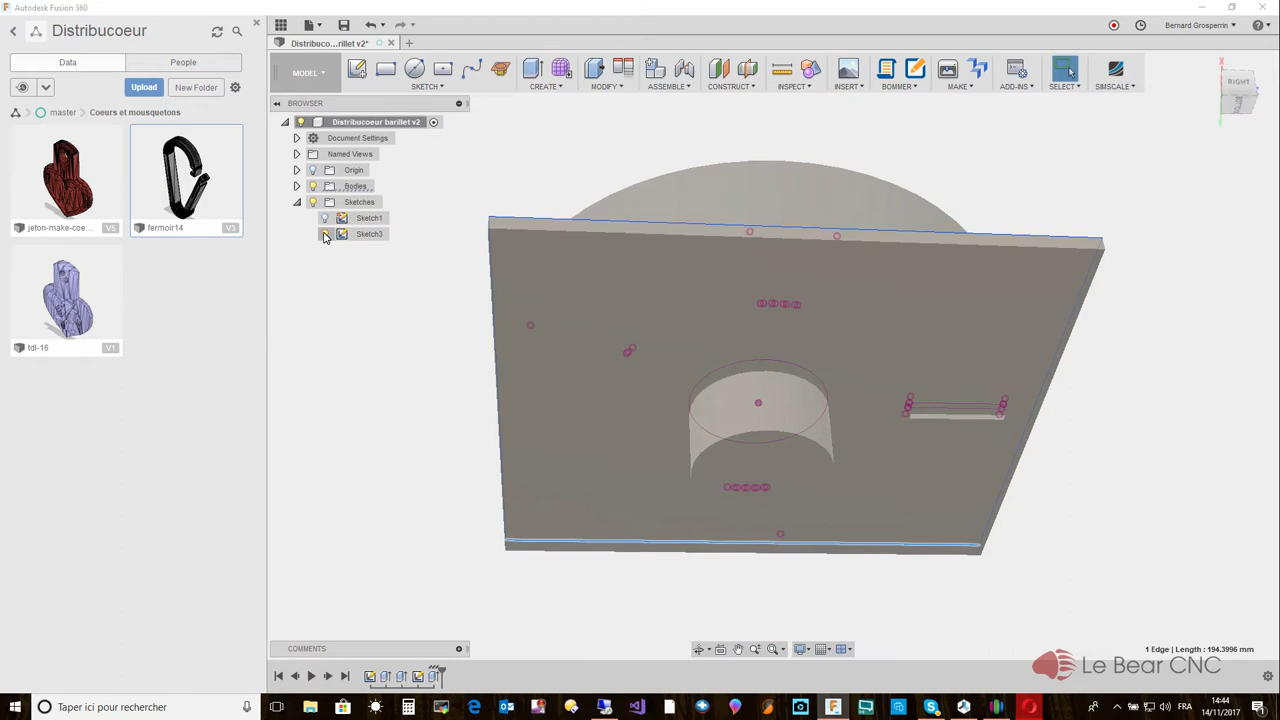 Autodesk Fusion 360
Distribucoeur
Data
People
Upload
New Folder
master
Coeurs et mousquetons
jeton-make-coe...
V5
fermoir14
V3
tdl-16
V1
Distribuco...rillet v2*
Bernard Grosperrin
MODEL
SKETCH
CREATE
MODIFY
ASSEMBLE
CONSTRUCT
INSPECT
INSERT
BOMMER
MAKE
ADD-INS
SELECT
SIMSCALE
BROWSER
Distribucoeur barillet v2
Document Settings
Named Views
Origin
Bodies
Sketches
Sketch1
Sketch3
RIGHT
X
COMMENTS
1 Edge | Length : 194.3996 mm
Le Bear CNC
Taper ici pour rechercher
FRA
14:44
14/11/2017